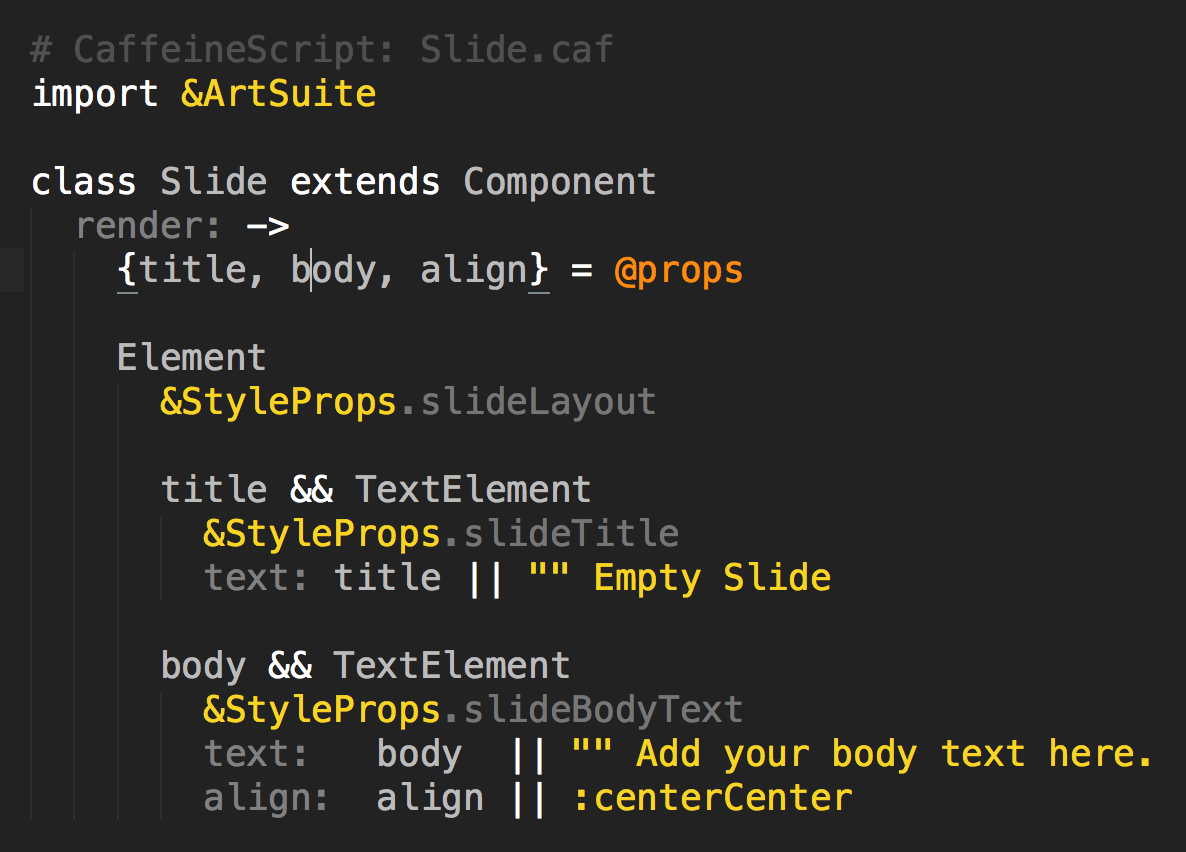 # CaffeineScript: Slide.caf
import &ArtSuite
class Slide extends Component
render: ->
{title, body, align} = @props
Element
&StyleProps.slideLayout
title && TextElement
&StyleProps.slideTitle
text: title || "" Empty Slide
body && TextElement
&StyleProps.slideBodyText
text:   body  || "" Add your body text here.
align:  align || :centerCenter